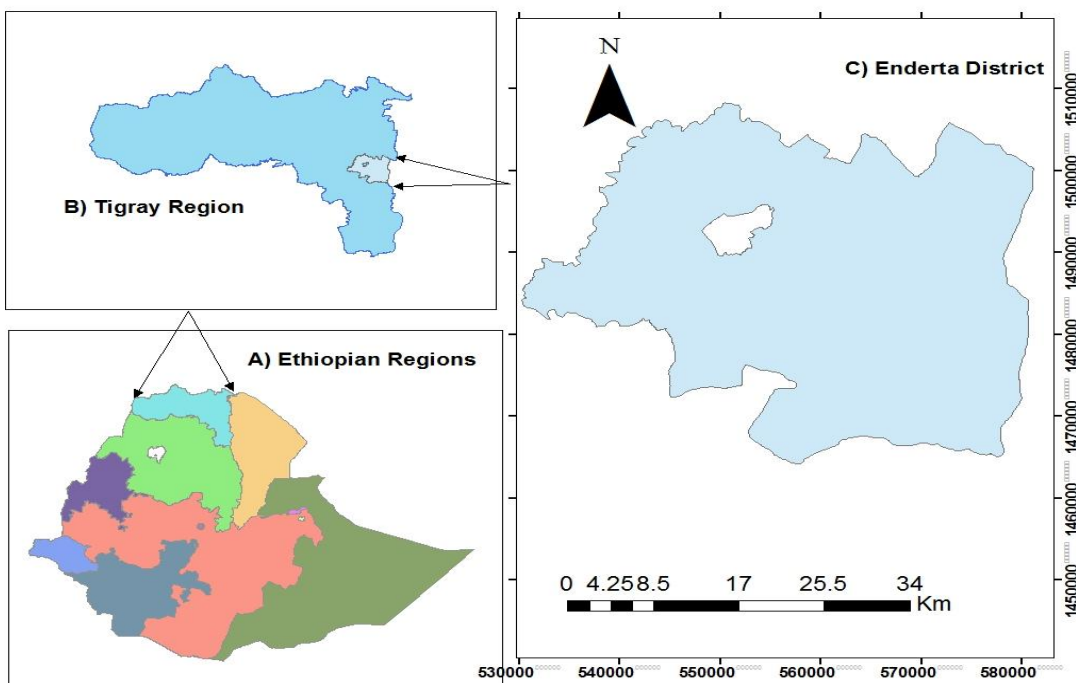 B) Tigray Region
A) Ethiopian Regions
N
C) Enderta District
1510000
1500000
1490000
1480000
1470000
1460000
1450000
0 4.25 8.5 17 25.5 34
Km
530000 540000 550000 560000 570000 580000